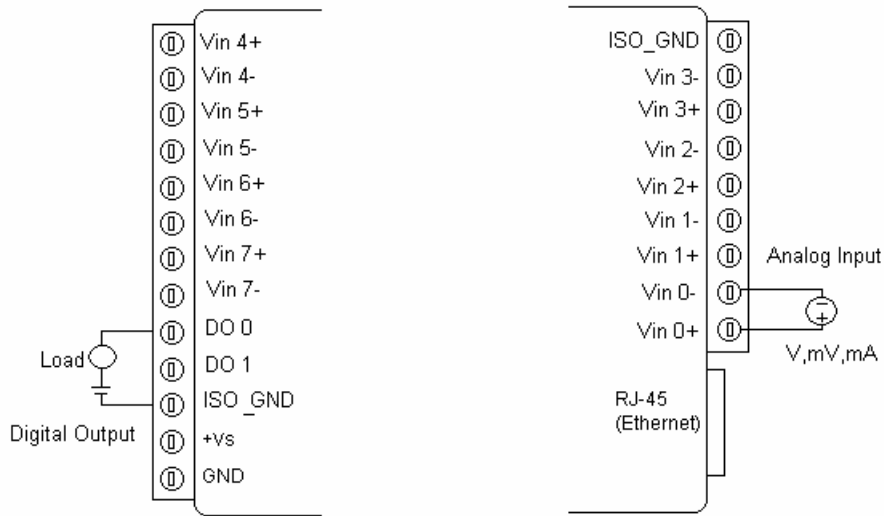 Vin 4+
Vin 4-
Vin 5+
Vin 5-
Vin 6+
Vin 6-
Vin 7+
Vin 7-
DO 0
DO 1
ISO _GND
+Vs
GND
Load
Digital Output
ISO_GND
Vin 3-
Vin 3+
Vin 2-
Vin 2+
Vin 1-
Vin 1+
Vin 0-
Vin 0+
Analog Input
V,mV,mA
RJ-45
(Ethernet)